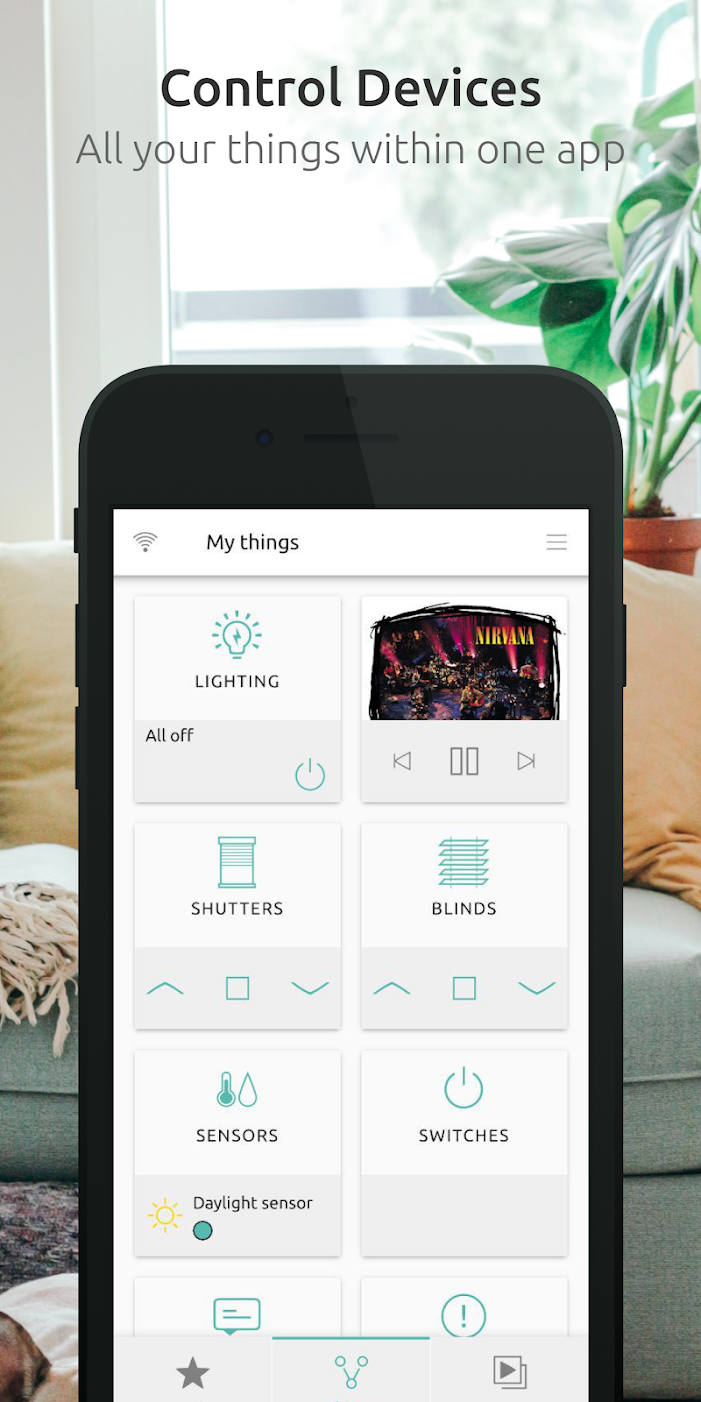 Control Devices
All your things within one app
My things
LIGHTING
NIRVANA
All off
SHUTTERS
BLINDS
SENSORS
SWITCHES
Daylight sensor